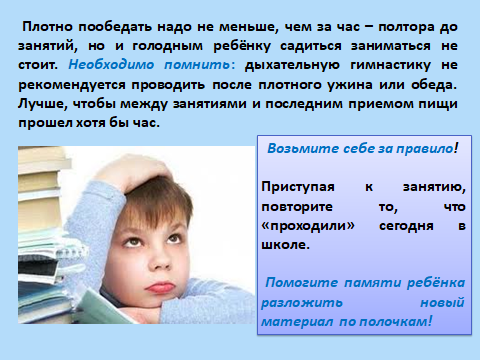 Плотно пообедать надо не меньше, чем за час – полтора до
занятий, но и голодным ребёнку садиться заниматься не
стоит. Необходимо помнить: дыхательную гимнастику не
рекомендуется проводить после плотного ужина или обеда.
Лучше, чтобы между занятиями и последним приемом пищи
прошел хотя бы час.
Возьмите себе за правило!
Приступая к занятию,
повторите то, что
«проходили» сегодня в
школе.
Помогите памяти ребёнка
разложить новый
материал по полочкам!